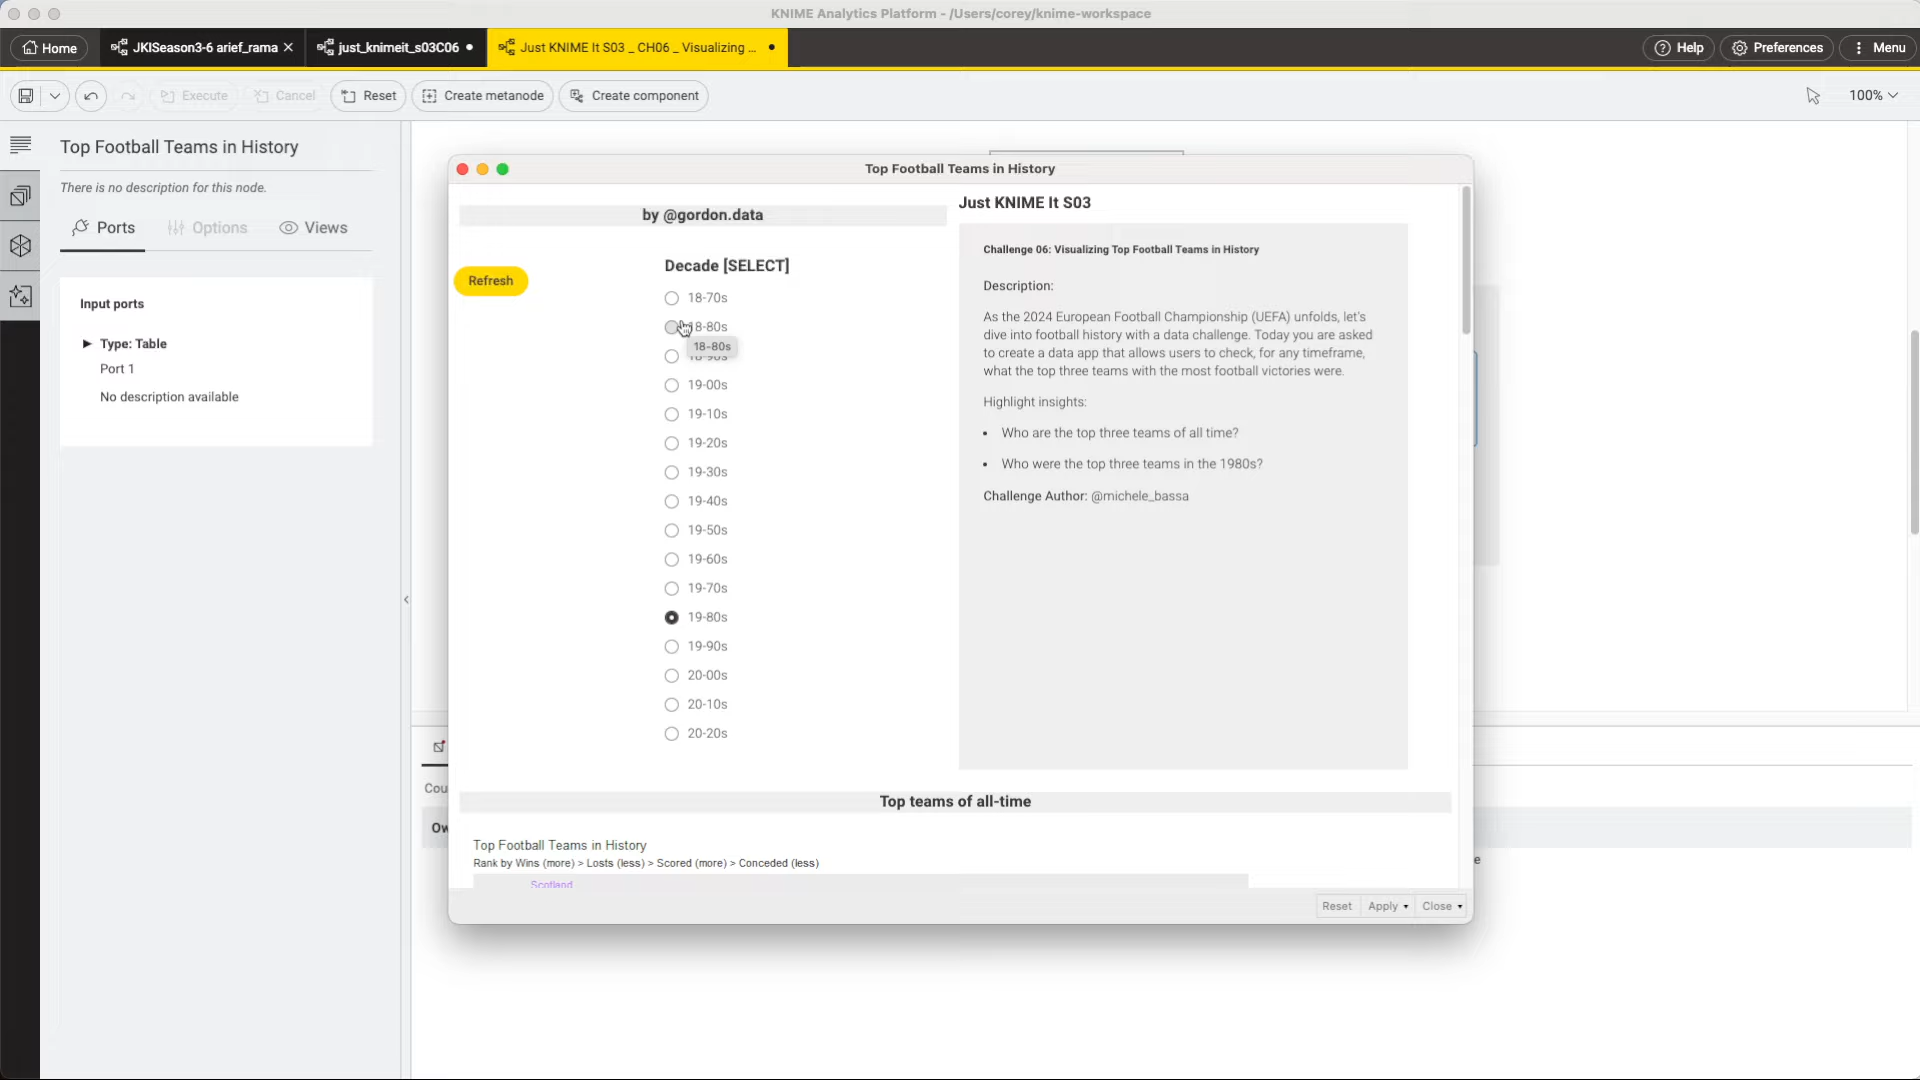 KNIME Analytics Platform - /Users/corey/knime-workspace
Home
JKISeason3-6 arief_rama
just_knimeit_s03C06
Just KNIME It S03 _ CH06 _ Visualizing ...
Help
Preferences
Menu
Execute
Cancel
Reset
Create metanode
Create component
100%
Top Football Teams in History
There is no description for this node.
Ports
Options
Views
Input ports
Type: Table
Port 1
No description available
Top Football Teams in History
by @gordon.data
Refresh
Decade [SELECT]
18-70s
18-80s
18-80s
18-90s
19-00s
19-10s
19-20s
19-30s
19-40s
19-50s
19-60s
19-70s
19-80s
19-90s
20-00s
20-10s
20-20s
Just KNIME It S03
Challenge 06: Visualizing Top Football Teams in History
Description:
As the 2024 European Football Championship (UEFA) unfolds, let's
dive into football history with a data challenge. Today you are asked
to create a data app that allows users to check, for any timeframe,
what the top three teams with the most football victories were.
Highlight insights:
• Who are the top three teams of all time?
• Who were the top three teams in the 1980s?
Challenge Author: @michele_bassa
Top teams of all-time
Top Football Teams in History
Rank by Wins (more) > Losts (less) > Scored (more) > Conceded (less)
Scotland
Reset
Apply
Close
Cou
Ow
e